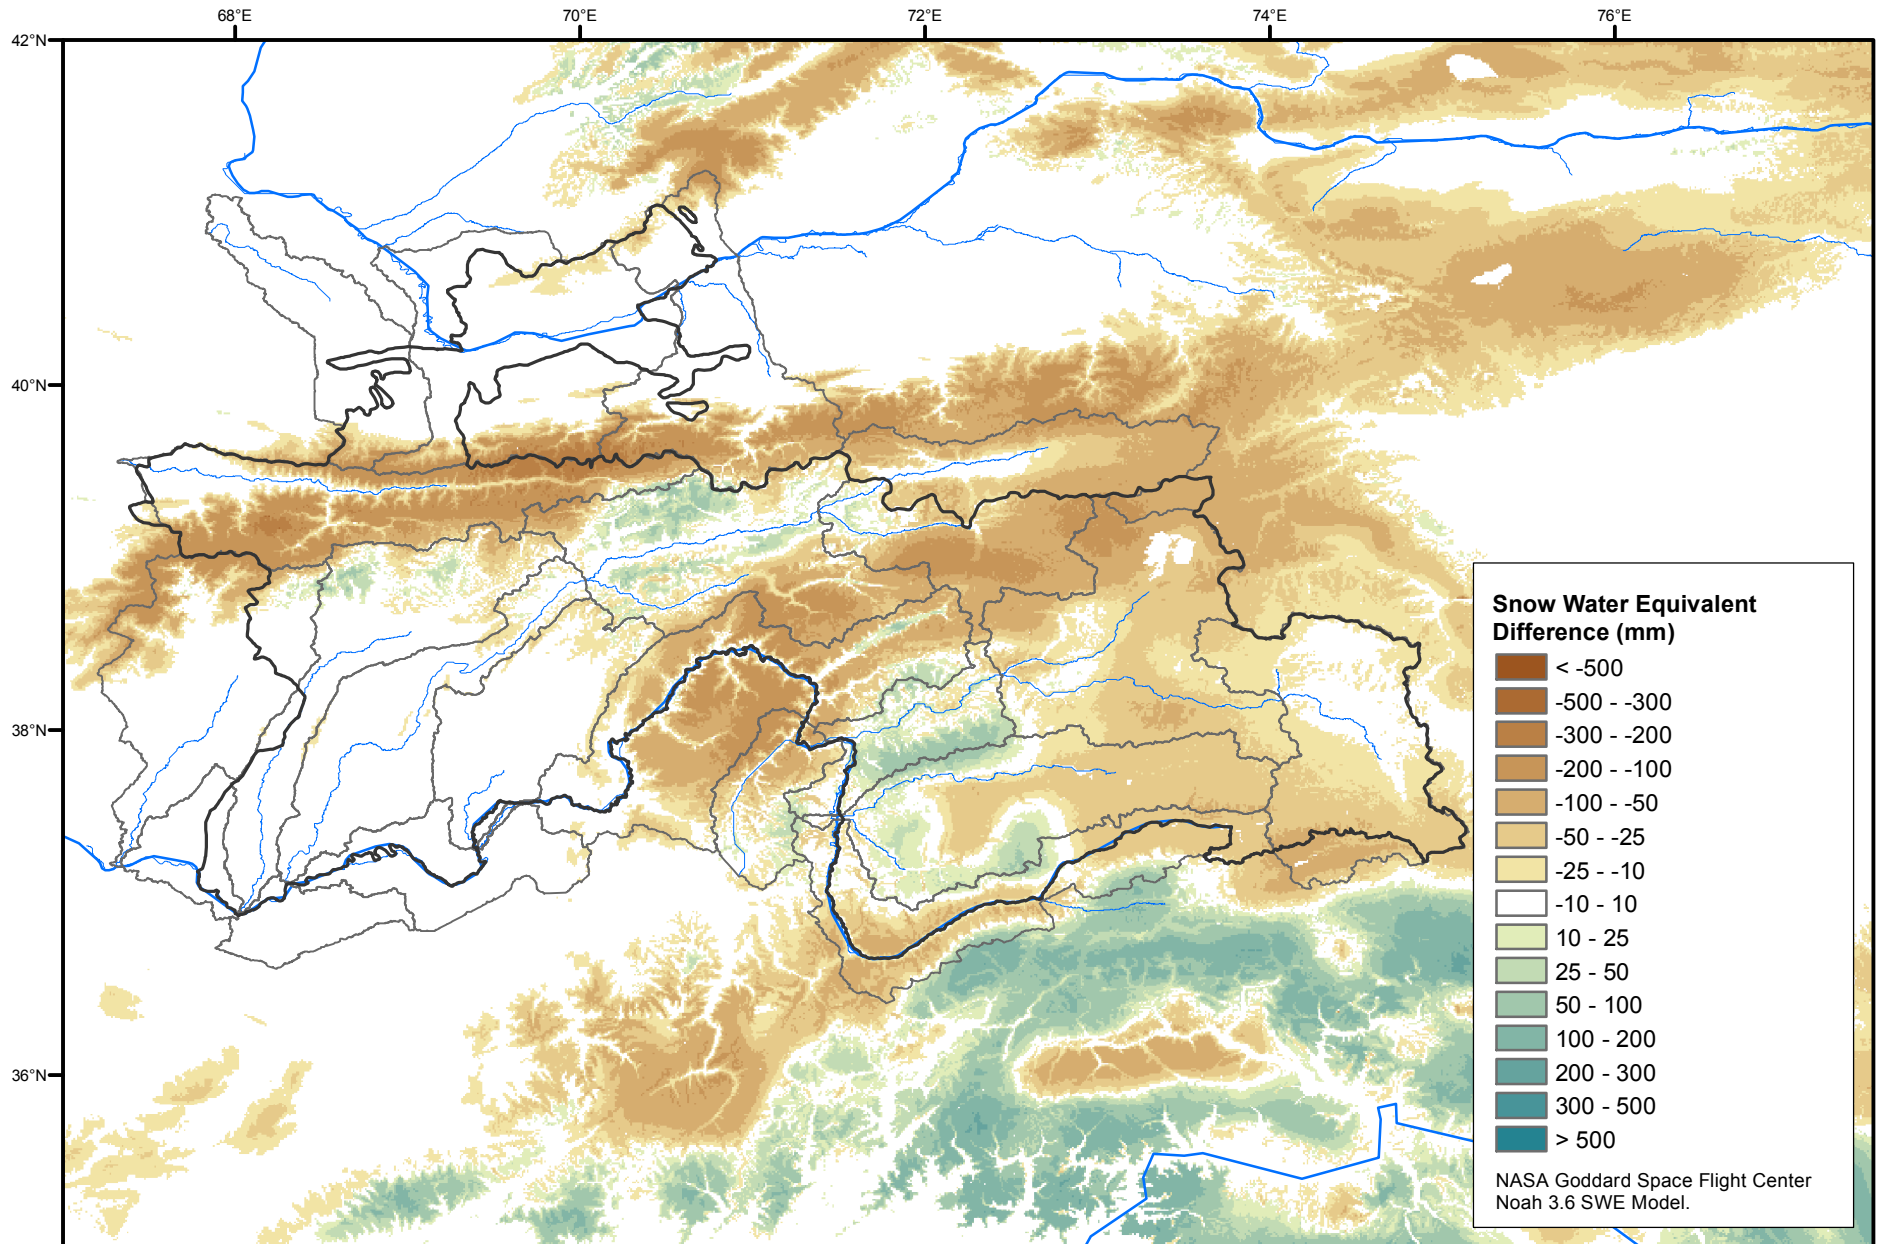 68°E
70°E
72°E
74°E
76°E
42°N
40°N
38°N
36°N
Snow Water Equivalent
Difference (mm)
< -500
-500 - -300
-300 - -200
-200 - -100
-100 - -50
-50 - -25
-25 - -10
-10 - 10
10 - 25
25 - 50
50 - 100
100 - 200
200 - 300
300 - 500
> 500
NASA Goddard Space Flight Center
Noah 3.6 SWE Model.